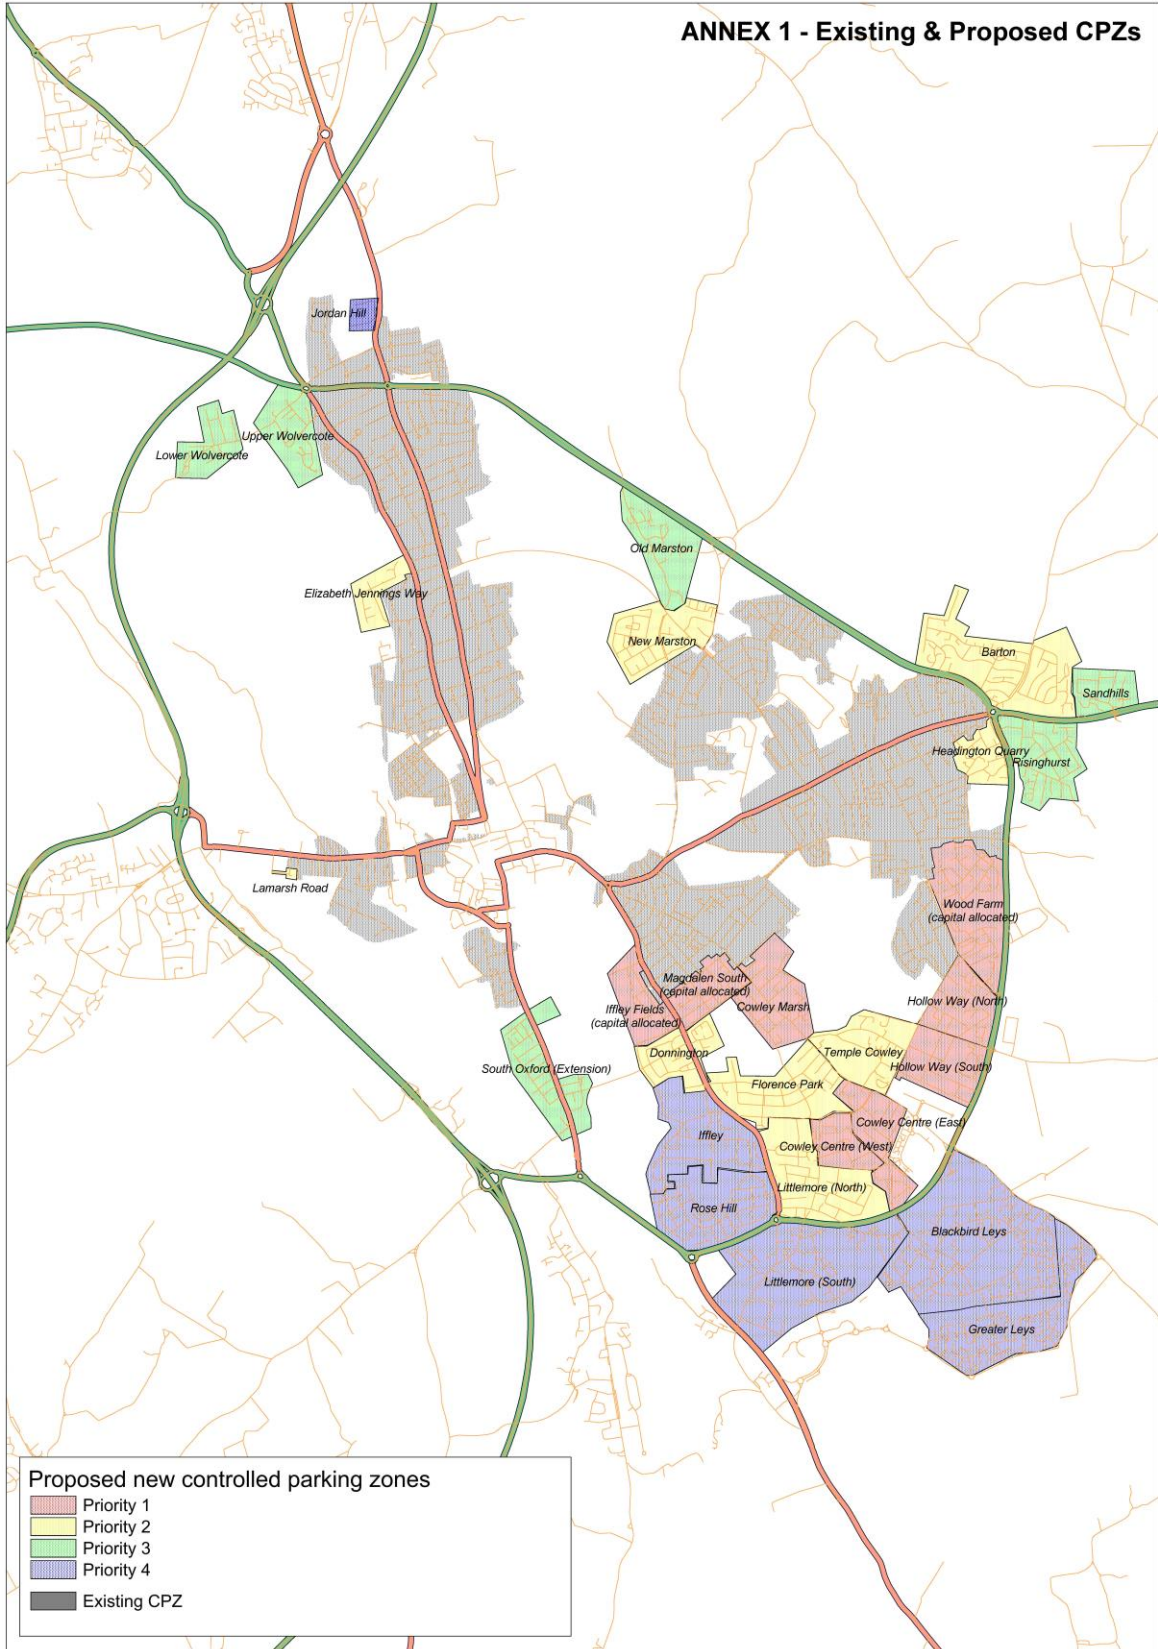 ANNEX 1 - Existing & Proposed CPZs
Jordan Hill
Upper Wolvercote
Lower Wolvercote
Old Marston
Elizabeth Jennings Way
New Marston
Barton
Sandhills
Headington Quarry
Risinghurst
Lamarsh Road
Wood Farm
(capital allocated)
Magdalen South
(capital allocated)
Iffley Fields
(capital allocated)
Cowley Marsh
Hollow Way (North)
Donnington
Temple Cowley
South Oxford (Extension)
Hollow Way (South)
Florence Park
Cowley Centre (East)
Iffley
Cowley Centre (West)
Littlemore (North)
Rose Hill
Blackbird Leys
Littlemore (South)
Greater Leys
Proposed new controlled parking zones
Priority 1
Priority 2
Priority 3
Priority 4
Existing CPZ